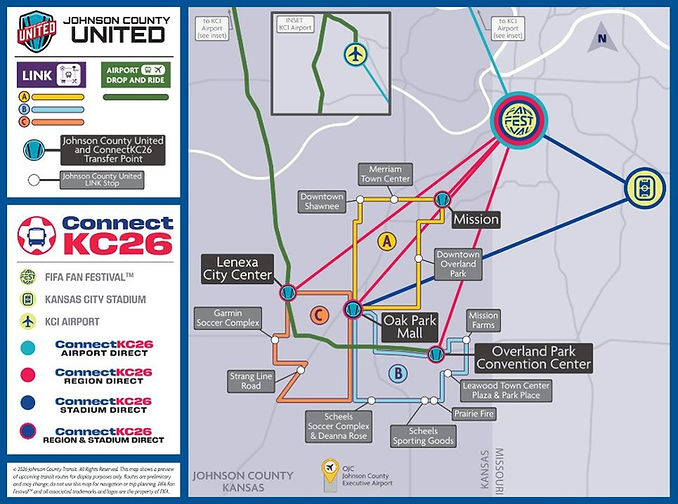 JOHNSON COUNTY
UNITED
LINK
AIRPORT
DROP AND RIDE
A
B
C
Johnson County United
and ConnectKC26
Transfer Point
Johnson County United
LINK Stop
Connect
KC26
FIFA FAN FESTIVAL™
KANSAS CITY STADIUM
KCI AIRPORT
ConnectKC26
AIRPORT DIRECT
ConnectKC26
REGION DIRECT
ConnectKC26
STADIUM DIRECT
ConnectKC26
REGION & STADIUM DIRECT
© 2026 Johnson County Transit. All Rights Reserved. This map shows a preview
of upcoming transit routes for display purposes only. Routes are preliminary
and may change; do not use this map for navigation or trip planning. FIFA Fan
Festival™ and all associated trademarks and logos are the property of FIFA.
to KCI
Airport
(see inset)
INSET
KCI Airport
to KCI
Airport
(see inset)
N
FAN
FEST
IVAL
Merriam
Town Center
Downtown
Shawnee
Mission
A
Downtown
Overland
Park
Lenexa
City Center
Garmin
Soccer Complex
C
Oak Park
Mall
Mission
Farms
Overland Park
Convention Center
Strang Line
Road
B
Leawood Town Center
Plaza & Park Place
Prairie Fire
Scheels
Soccer Complex
& Deanna Rose
Scheels
Sporting Goods
JOHNSON COUNTY
KANSAS
OJC
Johnson County
Executive Airport
KANSAS
MISSOURI